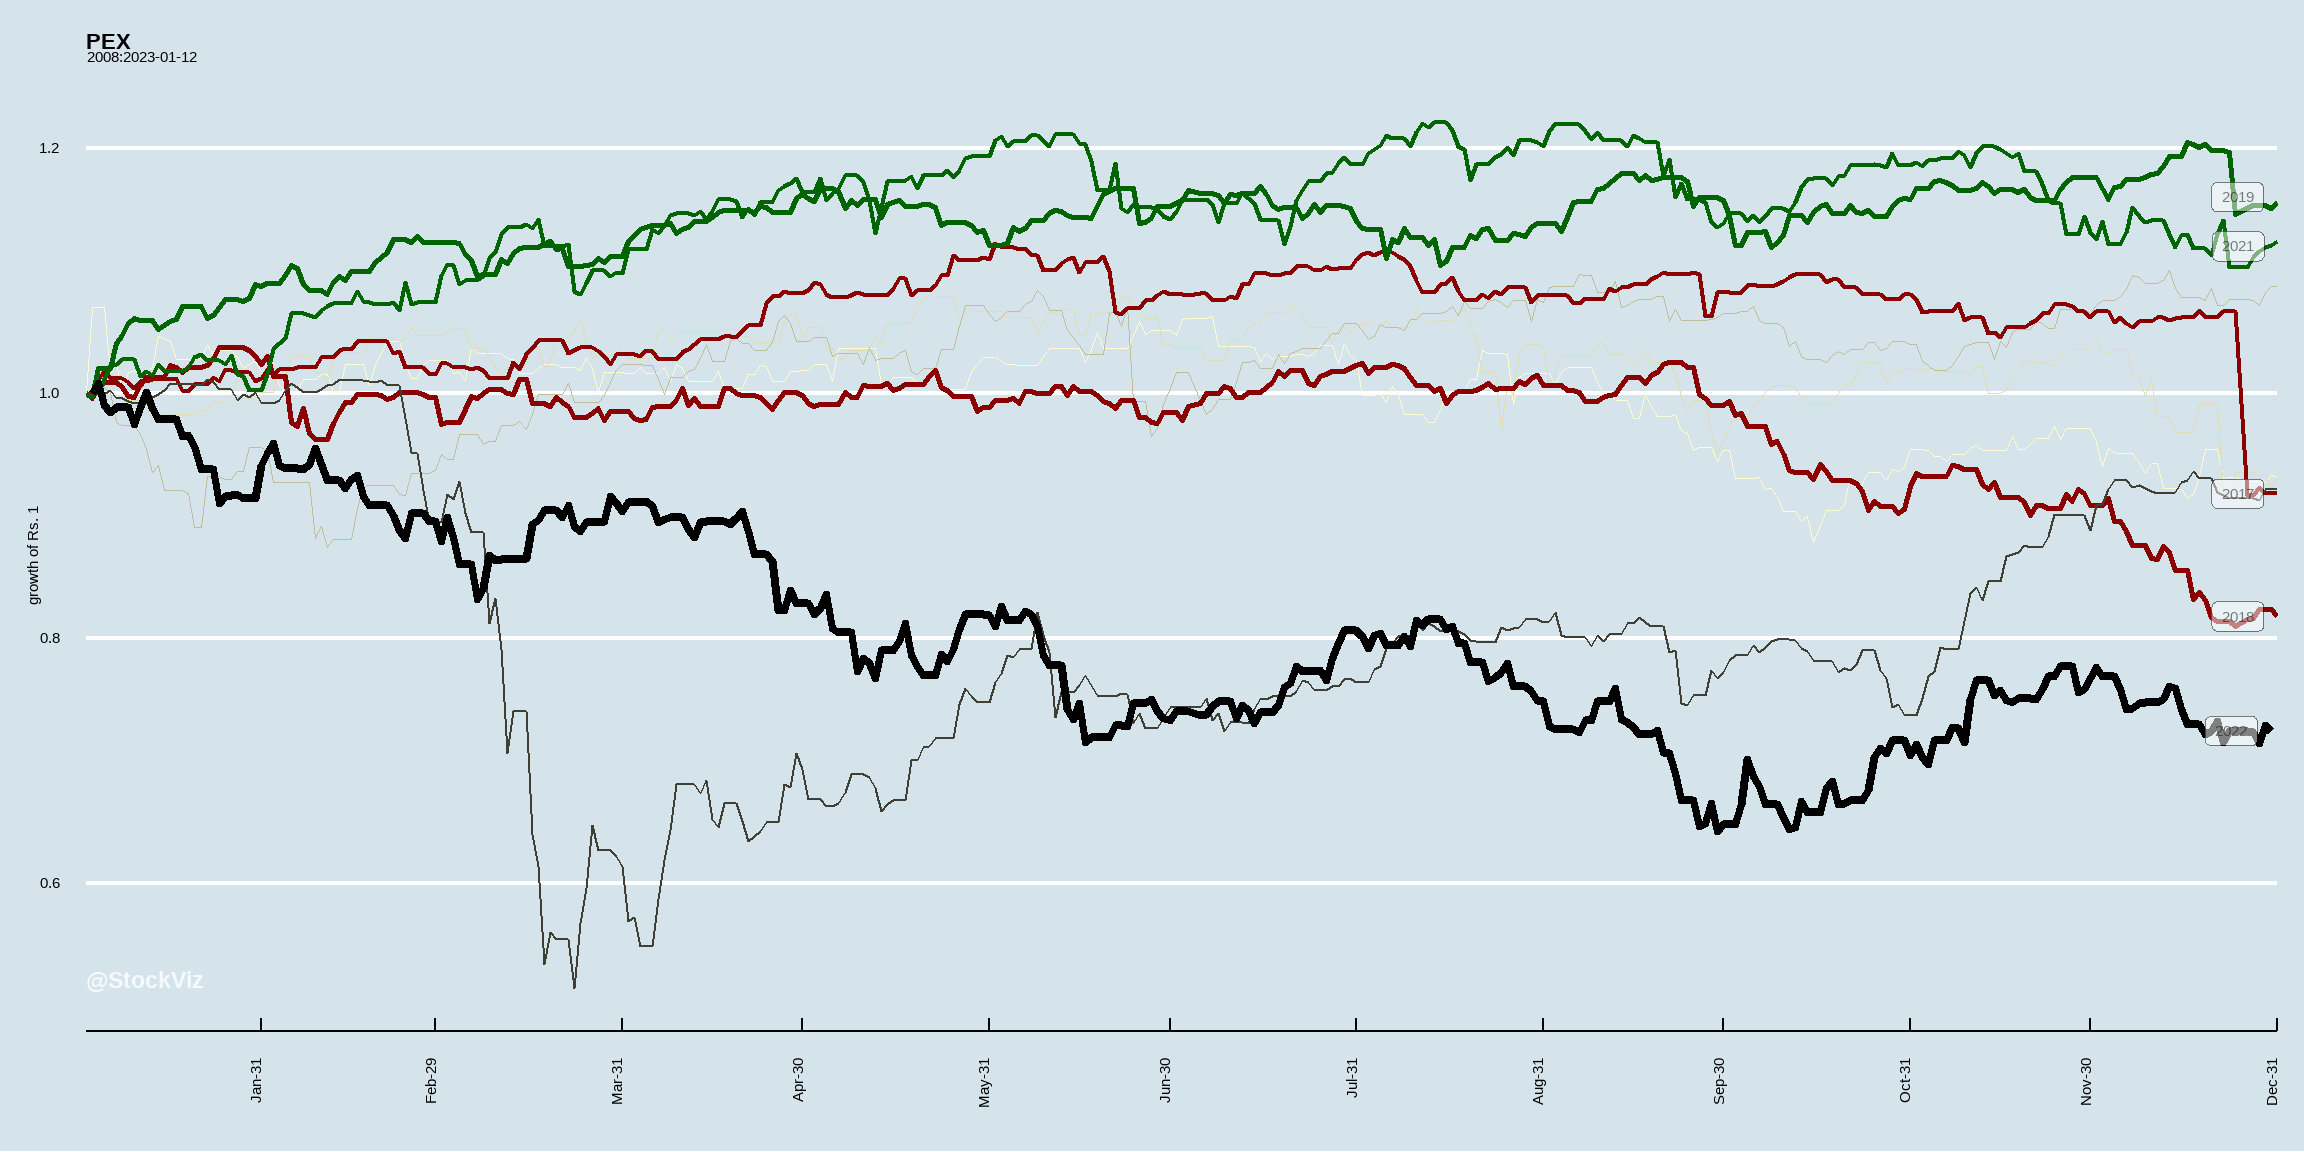 PEX
2008:2023-01-12
1.2
1.0
0.8
0.6
growth of Rs. 1
2019
2021
2017
2018
2022
@StockViz
Jan-31
Feb-29
Mar-31
Apr-30
May-31
Jun-30
Jul-31
Aug-31
Sep-30
Oct-31
Nov-30
Dec-31